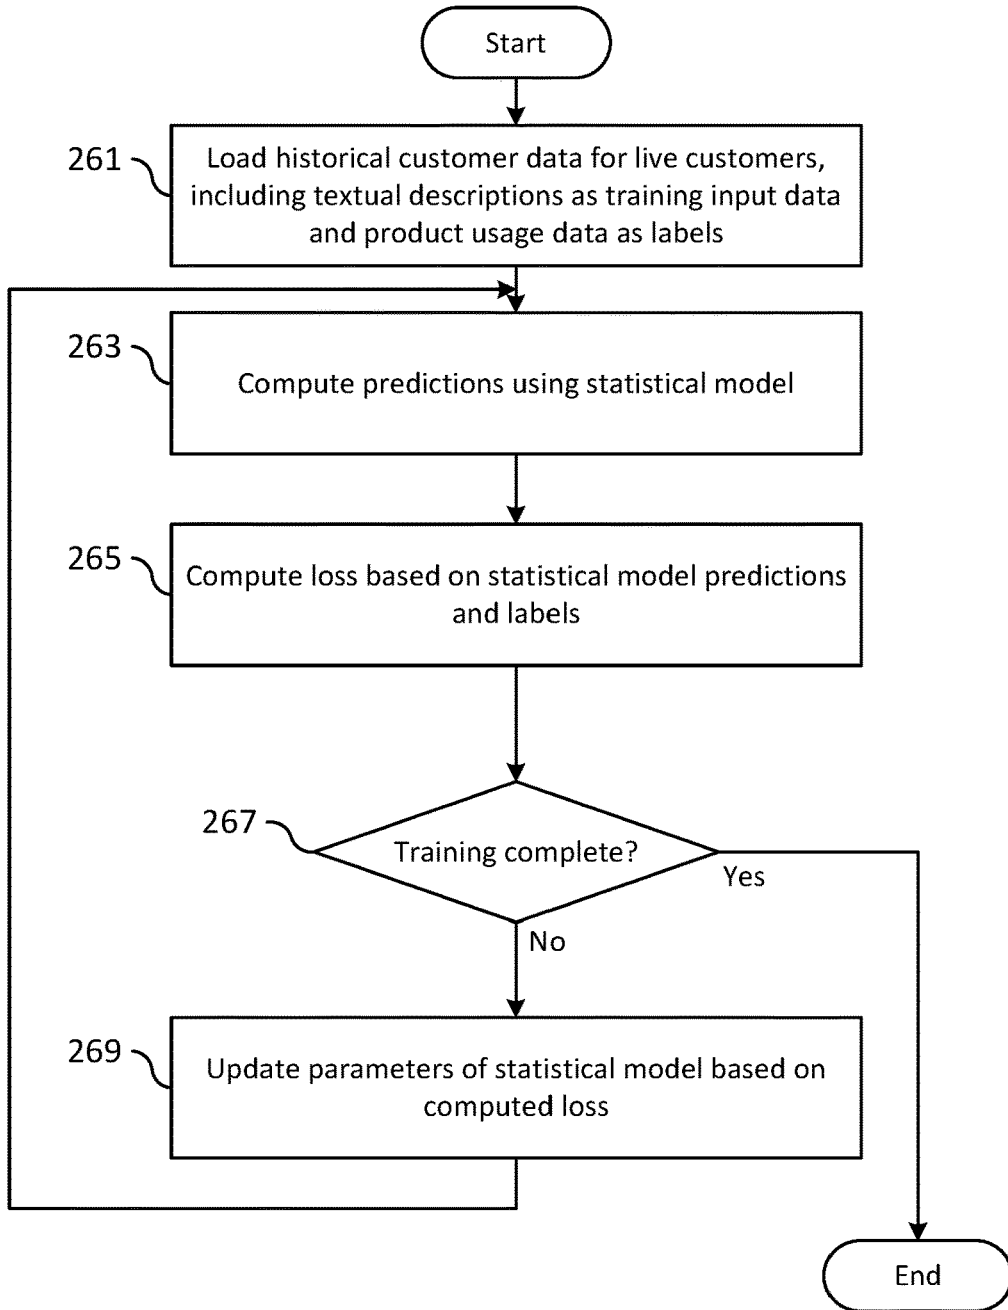 Start
261
Load historical customer data for live customers,
including textual descriptions as training input data
and product usage data as labels
263
Compute predictions using statistical model
265
Compute loss based on statistical model predictions
and labels
267
Training complete?
Yes
No
269
Update parameters of statistical model based on
computed loss
End